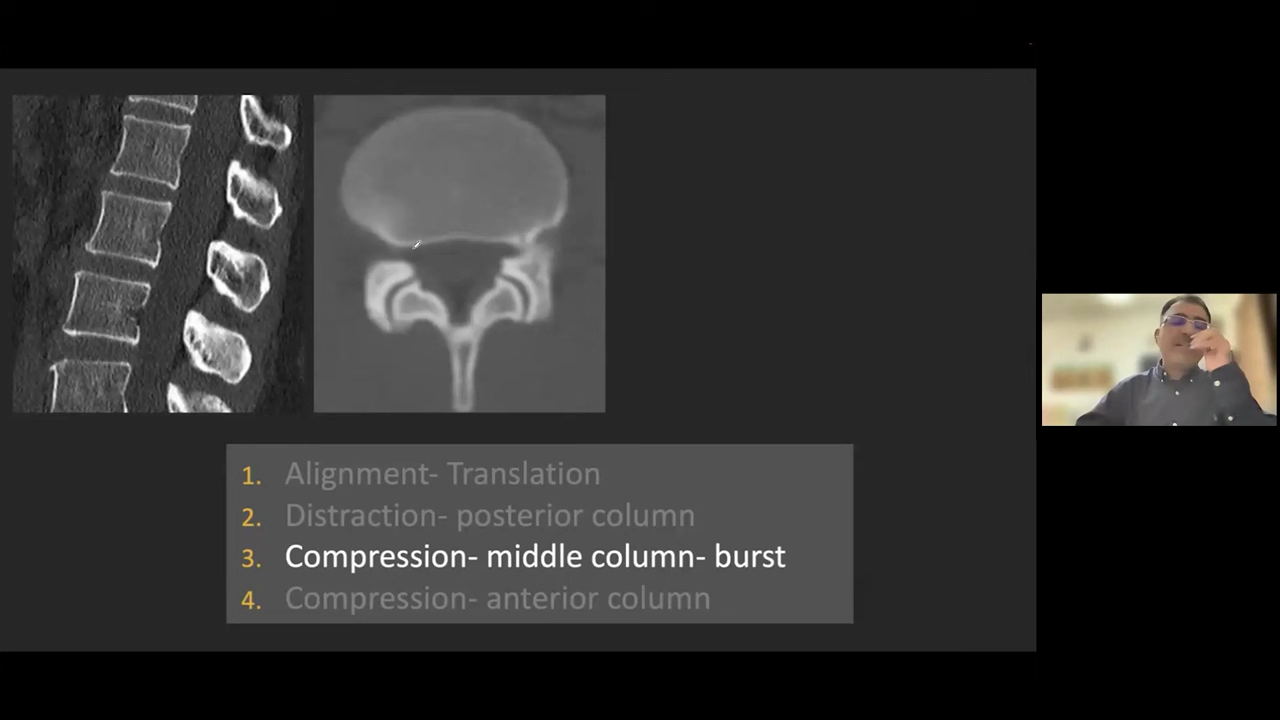 1. Alignment- Translation
2. Distraction- posterior column
3. Compression- middle column- burst
4. Compression- anterior column